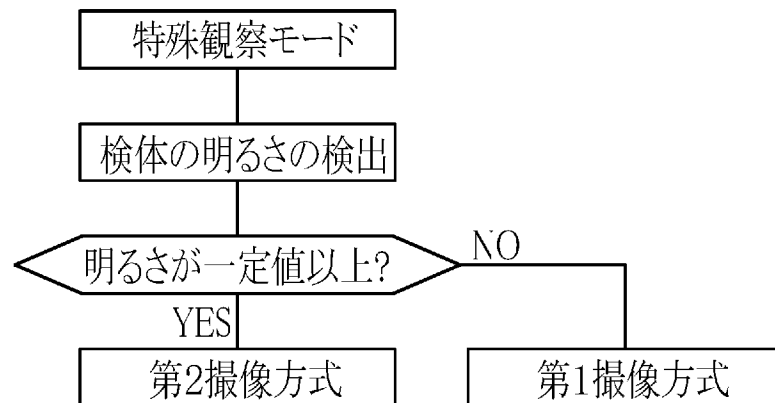 特殊観察モード
検体の明るさの検出
明るさが一定値以上?
NO
YES
第2撮像方式
第1撮像方式